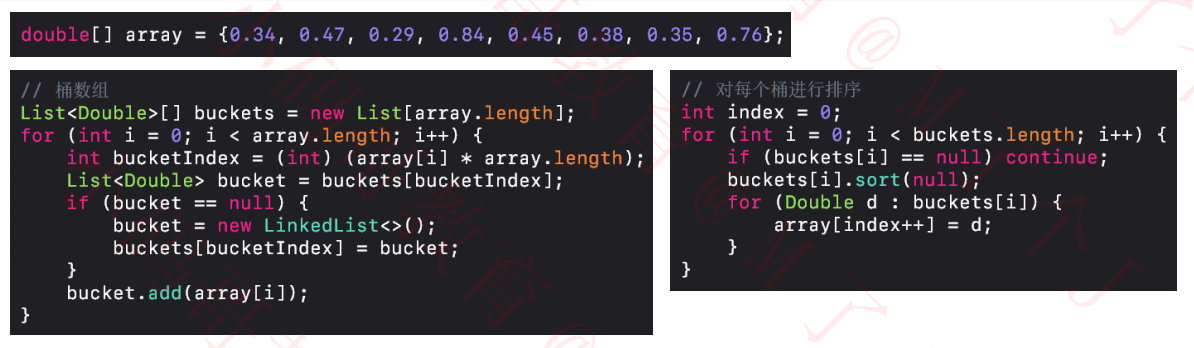 double[] array = {0.34, 0.47, 0.29, 0.84, 0.45, 0.38, 0.35, 0.76};
// 桶数组
List<Double>[] buckets = new List[array.length];
for (int i = 0; i < array.length; i++) {
    int bucketIndex = (int) (array[i] * array.length);
    List<Double> bucket = buckets[bucketIndex];
    if (bucket == null) {
        bucket = new LinkedList<>();
        buckets[bucketIndex] = bucket;
    }
    bucket.add(array[i]);
}
// 对每个桶进行排序
int index = 0;
for (int i = 0; i < buckets.length; i++) {
    if (buckets[i] == null) continue;
    buckets[i].sort(null);
    for (Double d : buckets[i]) {
        array[index++] = d;
    }
}